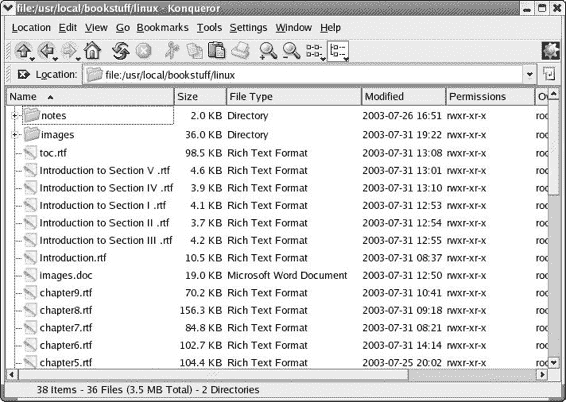 file:/usr/local/bookstuff/linux - Konqueror
Location Edit View Go Bookmarks Tools Settings Window Help
Location: file:/usr/local/bookstuff/linux
Name Size File Type Modified Permissions
notes 2.0 KB Directory 2003-07-26 16:51 rwxr-xr-x
images 36.0 KB Directory 2003-07-31 19:22 rwxr-xr-x
toc.rtf 98.5 KB Rich Text Format 2003-07-31 13:08 rwxr-xr-x
Introduction to Section V .rtf 4.6 KB Rich Text Format 2003-07-31 13:01 rwxr-xr-x
Introduction to Section IV .rtf 3.9 KB Rich Text Format 2003-07-31 13:10 rwxr-xr-x
Introduction to Section I .rtf 4.1 KB Rich Text Format 2003-07-31 12:53 rwxr-xr-x
Introduction to Section II .rtf 3.7 KB Rich Text Format 2003-07-31 12:54 rwxr-xr-x
Introduction to Section III .rtf 4.2 KB Rich Text Format 2003-07-31 12:55 rwxr-xr-x
Introduction.rtf 10.5 KB Rich Text Format 2003-07-31 08:37 rwxr-xr-x
images.doc 19.0 KB Microsoft Word Document 2003-07-31 12:50 rwxr-xr-x
chapter9.rtf 70.2 KB Rich Text Format 2003-07-31 10:41 rwxr-xr-x
chapter8.rtf 156.3 KB Rich Text Format 2003-07-31 09:18 rwxr-xr-x
chapter7.rtf 84.8 KB Rich Text Format 2003-07-31 08:21 rwxr-xr-x
chapter6.rtf 102.7 KB Rich Text Format 2003-07-31 14:14 rwxr-xr-x
chapter5.rtf 104.4 KB Rich Text Format 2003-07-25 20:02 rwxr-xr-x
38 Items - 36 Files (3.5 MB Total) - 2 Directories